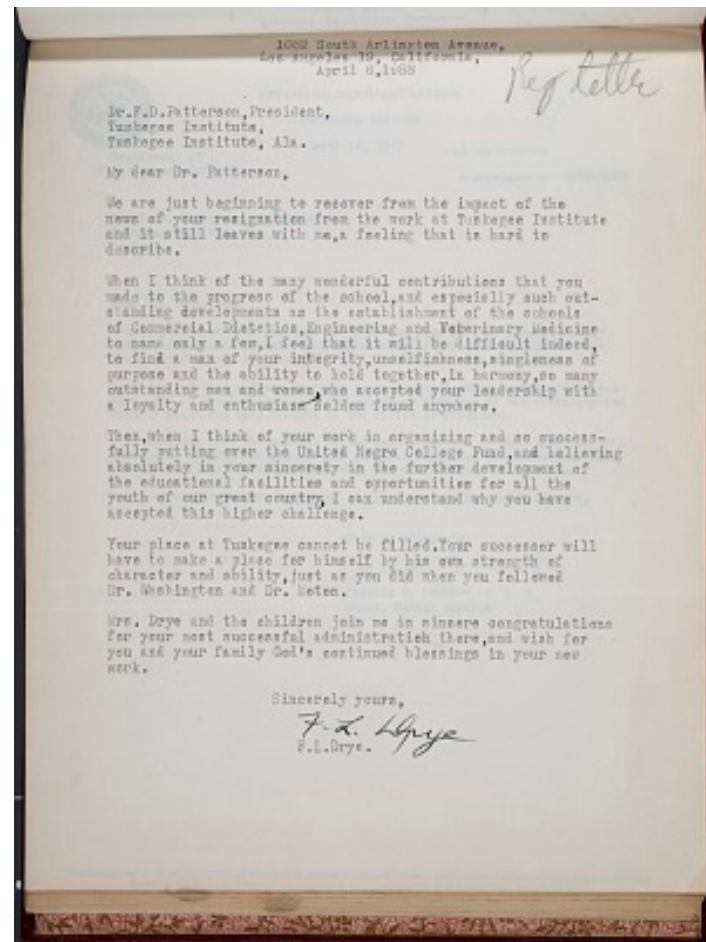 1082 South Arlington Avenue,
Los Angeles 19, California,
April 6,1953
Reg letter
Dr.F.D.Patterson,President,
Tuskegee Institute,
Tuskegee Institute, Ala.
My dear Dr. Patterson,
We are just beginning to recover from the impact of the
news of your resignation from the work at Tuskegee Institute
and it still leaves with me,a feeling that is hard to
describe.
When I think of the many wonderful contributions that you
made to the progress of the school,and especially such out-
standing developments as the establishment of the schools
of Commercial Dietetics,Engineering and Veterinary Medicine
to name only a few,I feel that it will be difficult indeed,
to find a man of your integrity,unselfishness,singleness of
purpose and the ability to hold together,in harmony,so many
outstanding men and women,who accepted your leadership with
a loyalty and enthusiasm seldom found anywhere.
Then,when I think of your work in organizing and so success-
fully putting over the United Negro College Fund,and believing
absolutely in your sincerety in the further development of
the educational facilities and opportunities for all the
youth of our great country, I can understand why you have
accepted this higher challenge.
Your place at Tuskegee cannot be filled.Your successor will
have to make a place for himself by his own strength of
character and ability,just as you did when you followed
Dr. Washington and Dr. Moton.
Mrs. Drye and the children join me in sincere congratulations
for your most successful administratioh there,and wish for
you and your family God's continued blessings in your new
work.
Sincerely yours,
F. L. Drye
F.L.Drye.